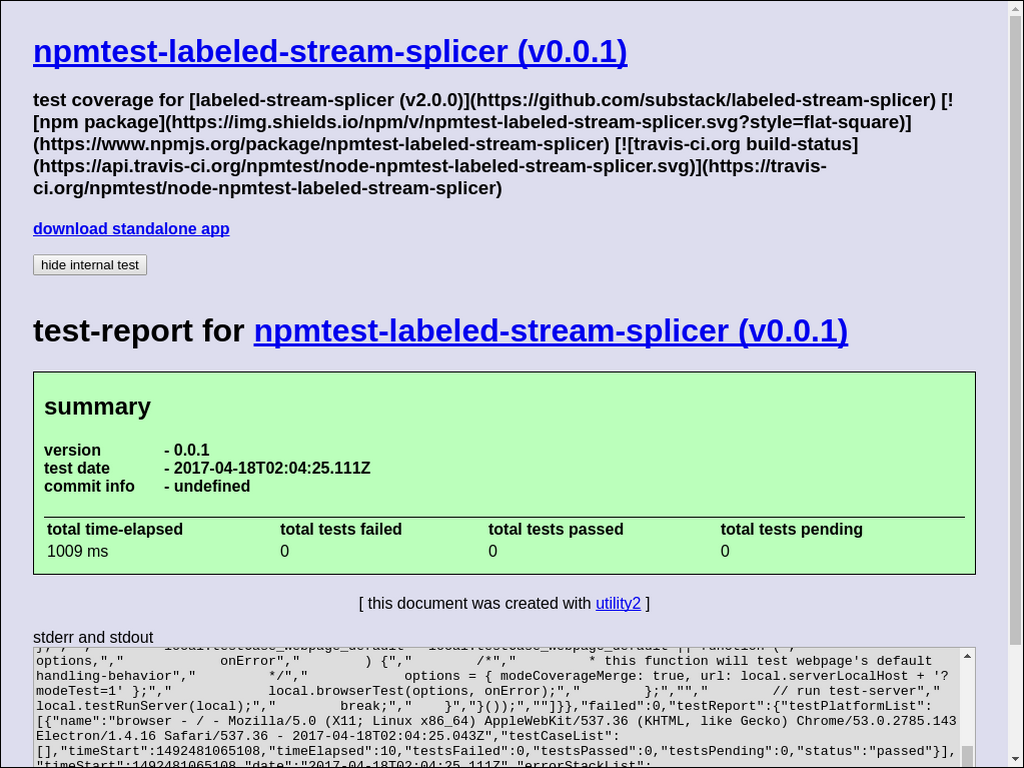 npmtest-labeled-stream-splicer (v0.0.1)
test coverage for [labeled-stream-splicer (v2.0.0)](https://github.com/substack/labeled-stream-splicer) [!
[npm package](https://img.shields.io/npm/v/npmtest-labeled-stream-splicer.svg?style=flat-square)]
(https://www.npmjs.org/package/npmtest-labeled-stream-splicer) [![travis-ci.org build-status]
(https://api.travis-ci.org/npmtest/node-npmtest-labeled-stream-splicer.svg)](https://travis-
ci.org/npmtest/node-npmtest-labeled-stream-splicer)
download standalone app
hide internal test
test-report for npmtest-labeled-stream-splicer (v0.0.1)
summary
version - 0.0.1
test date - 2017-04-18T02:04:25.111Z
commit info - undefined
total time-elapsed total tests failed total tests passed total tests pending
1009 ms 0 0 0
[ this document was created with utility2 ]
stderr and stdout
options,"," onError"," ) {"," /*"," * this function will test webpage's default
handling-behavior"," */"," options = { modeCoverageMerge: true, url: local.serverLocalHost + '?
modeTest=1' };"," local.browserTest(options, onError);"," };",""," // run test-server","
local.testRunServer(local);"," break;"," }","}());",""]}},"failed":0,"testReport":{"testPlatformList":
[{"name":"browser - / - Mozilla/5.0 (X11; Linux x86_64) AppleWebKit/537.36 (KHTML, like Gecko) Chrome/53.0.2785.143
Electron/1.4.16 Safari/537.36 - 2017-04-18T02:04:25.043Z","testCaseList":
[],"timeStart":1492481065108,"timeElapsed":10,"testsFailed":0,"testsPassed":0,"testsPending":0,"status":"passed"}],
"timeStart":1492481065108,"date":"2017-04-18T02:04:25.111Z","errorStackList":